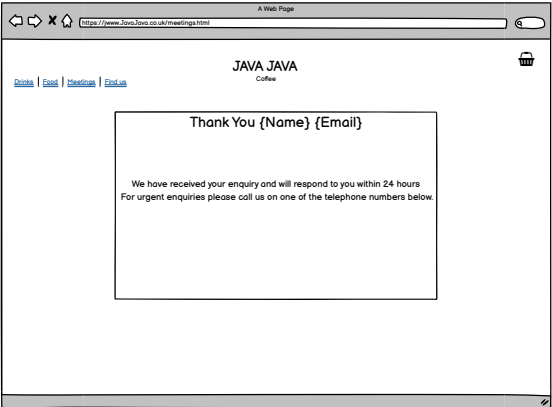 A Web Page
https://jwww.JavaJava.co.uk/meetings.html
JAVA JAVA
Coffee
Drinks | Food | Meetings | Find us
Thank You {Name} {Email}
We have received your enquiry and will respond to you within 24 hours
For urgent enquiries please call us on one of the telephone numbers below.